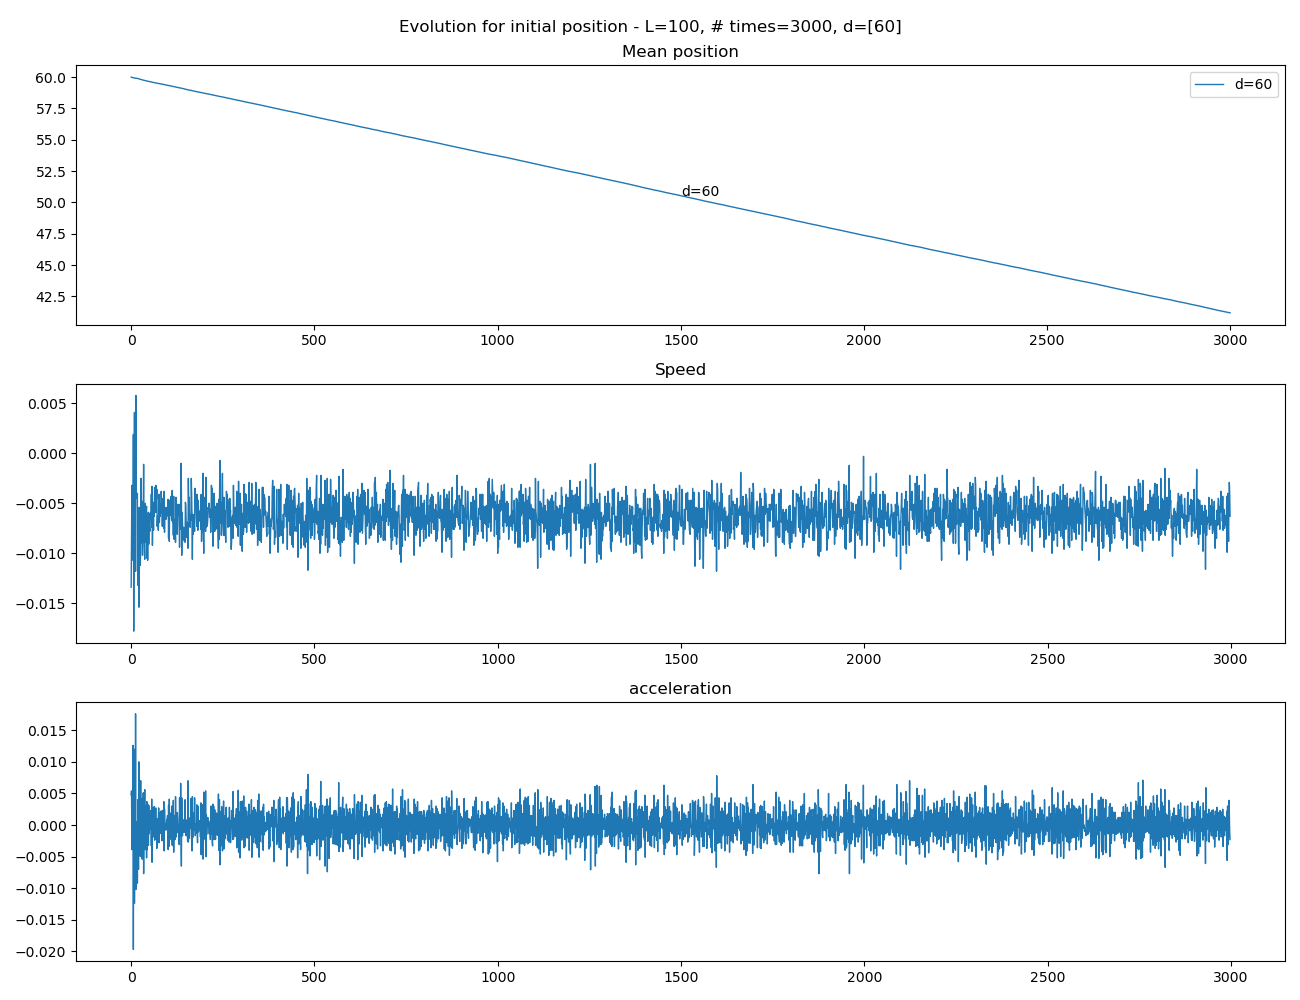 Evolution for initial position - L=100, # times=3000, d=[60]
Mean position
60.0
57.5
55.0
52.5
50.0
47.5
45.0
42.5
d=60
d=60
0 500 1000 1500 2000 2500 3000
Speed
0.005
0.000
−0.005
−0.010
−0.015
0 500 1000 1500 2000 2500 3000
acceleration
0.015
0.010
0.005
0.000
−0.005
−0.010
−0.015
−0.020
0 500 1000 1500 2000 2500 3000